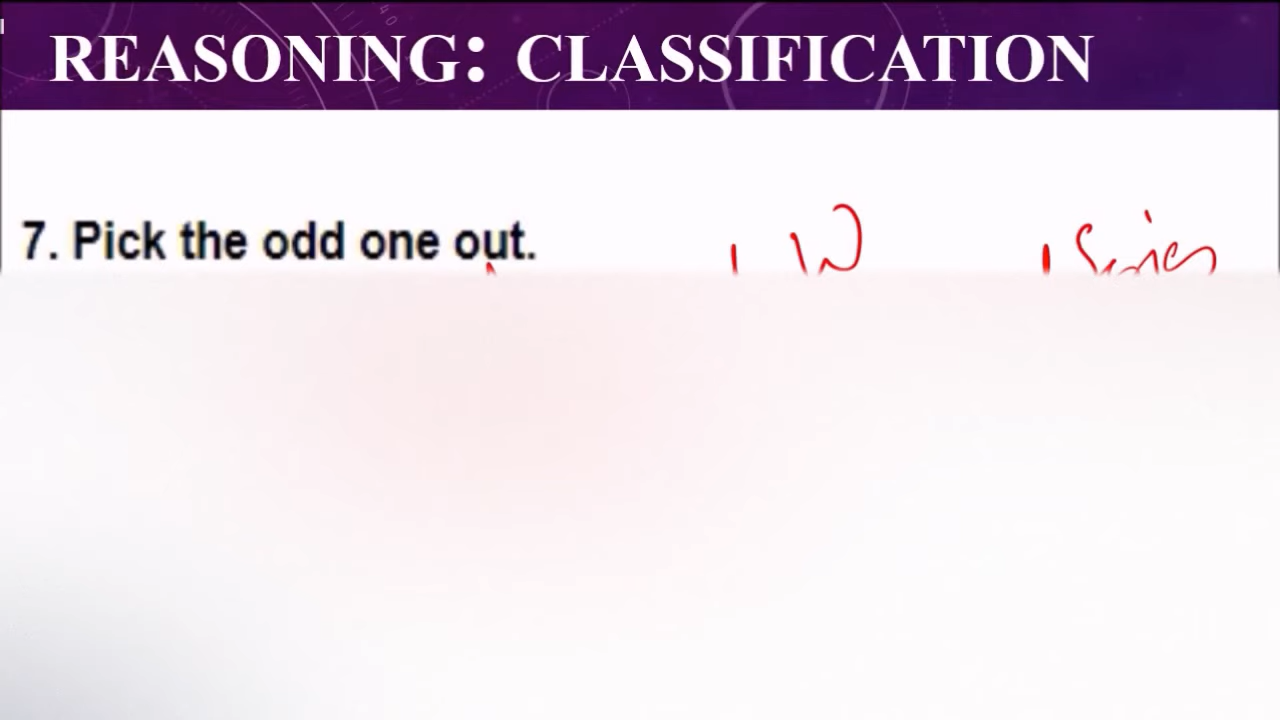 REASONING: CLASSIFICATION
7. Pick the odd one out.